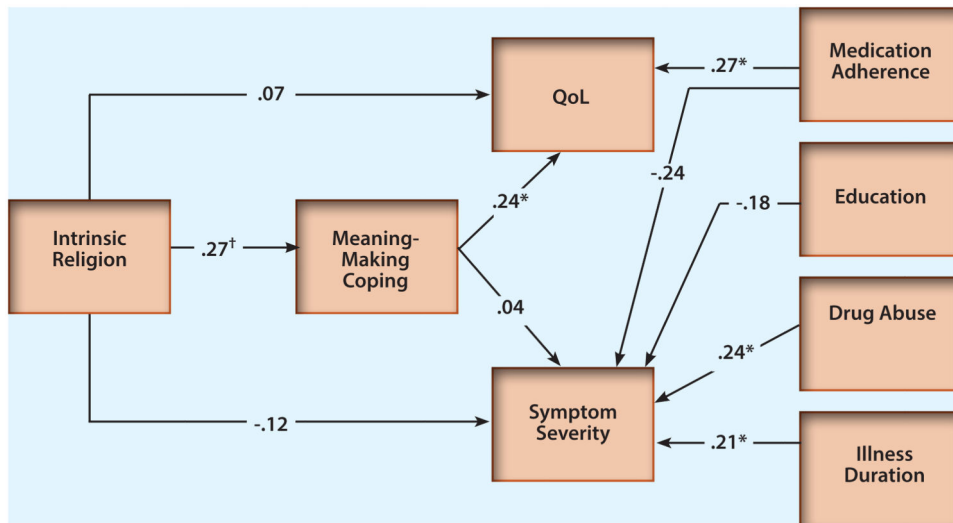 Medication
Adherence
.27*
QoL
.07
-.24
-.18
Education
.24*
Intrinsic
Religion
.27†
Meaning-
Making
Coping
.04
Drug Abuse
.24*
Symptom
Severity
-.12
.21*
Illness
Duration